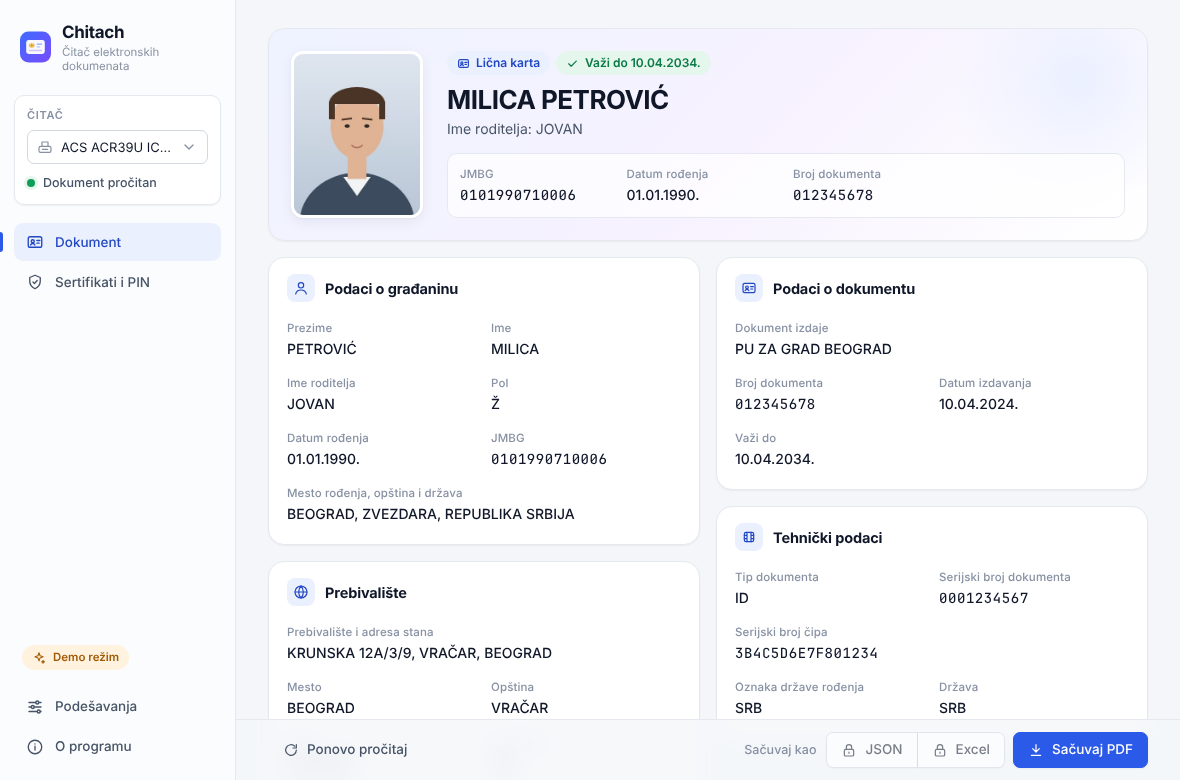 Chitach
Čitač elektronskih
dokumenata
ČITAČ
ACS ACR39U IC...
Dokument pročitan
Dokument
Sertifikati i PIN
Demo režim
Podešavanja
O programu
Lična karta
Važi do 10.04.2034.
MILICA PETROVIĆ
Ime roditelja: JOVAN
JMBG Datum rođenja Broj dokumenta
0101990710006 01.01.1990. 012345678
Podaci o građaninu
Prezime Ime
PETROVIĆ MILICA
Ime roditelja Pol
JOVAN Ž
Datum rođenja JMBG
01.01.1990. 0101990710006
Mesto rođenja, opština i država
BEOGRAD, ZVEZDARA, REPUBLIKA SRBIJA
Prebivalište
Prebivalište i adresa stana
KRUNSKA 12A/3/9, VRAČAR, BEOGRAD
Mesto Opština
BEOGRAD VRAČAR
Podaci o dokumentu
Dokument izdaje
PU ZA GRAD BEOGRAD
Broj dokumenta Datum izdavanja
012345678 10.04.2024.
Važi do
10.04.2034.
Tehnički podaci
Tip dokumenta Serijski broj dokumenta
ID 0001234567
Serijski broj čipa
3B4C5D6E7F801234
Oznaka države rođenja Država
SRB SRB
Ponovo pročitaj
Sačuvaj kao JSON Excel Sačuvaj PDF